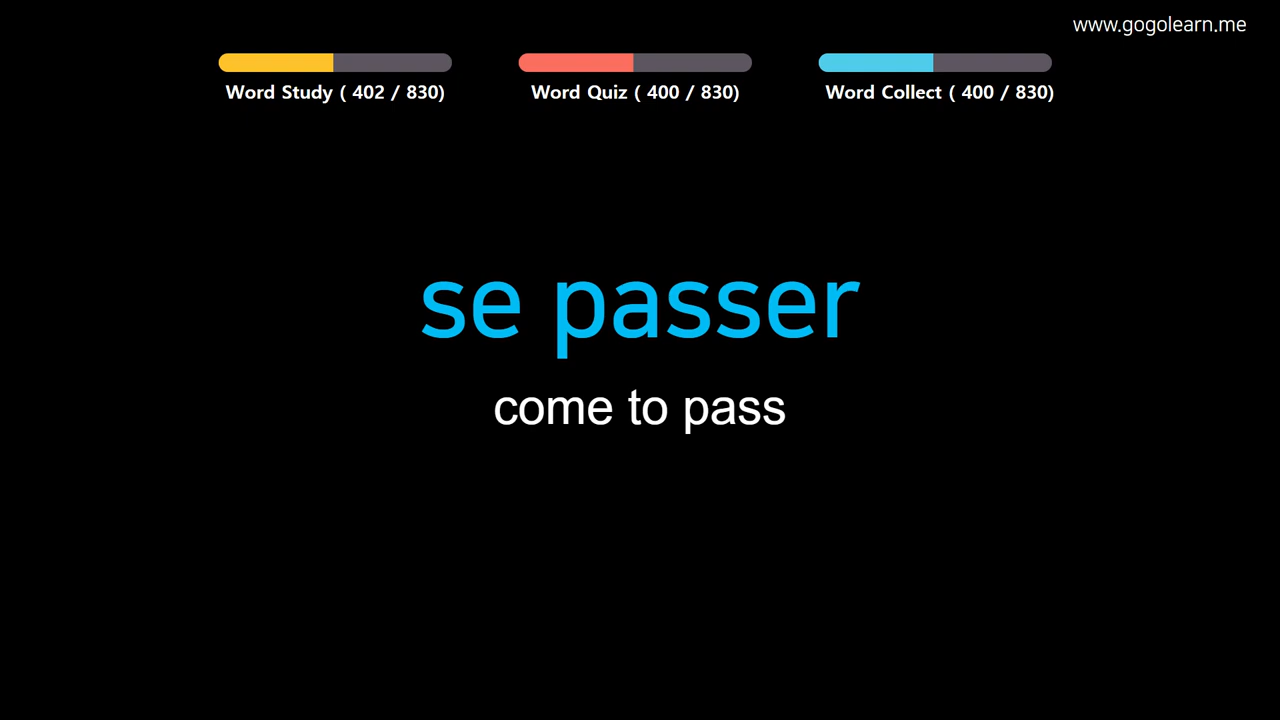 www.gogolearn.me
Word Study ( 402 / 830)
Word Quiz ( 400 / 830)
Word Collect ( 400 / 830)
se passer
come to pass